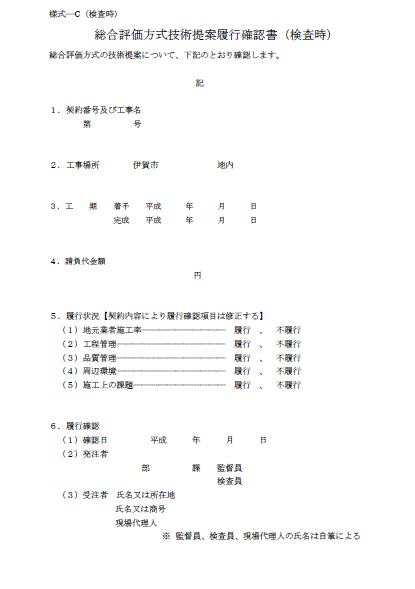 様式―C（検査時）
総合評価方式技術提案履行確認書（検査時）
総合評価方式の技術提案について、下記のとおり確認します。
記
１．契約番号及び工事名
第　　　　　号
２．工事場所　　　　伊賀市　　　　　　　地内
３．工　　期　　着手　　平成　　　年　　　月　　　日
完成　　平成　　　年　　　月　　　日
４．請負代金額
円
５．履行状況【契約内容により履行確認項目は修正する】
（１）地元業者施工率―――――――――――　履行　、　不履行
（２）工程管理――――――――――――――　履行　、　不履行
（３）品質管理――――――――――――――　履行　、　不履行
（４）周辺環境――――――――――――――　履行　、　不履行
（５）施工上の課題――――――――――――　履行　、　不履行
６．履行確認
（１）確認日　　　　　平成　　　年　　　月　　　日
（２）発注者
部　　　　　課　　監督員
検査員
（３）受注者　氏名又は所在地
氏名又は商号
現場代理人
※ 監督員、検査員、現場代理人の氏名は自筆による